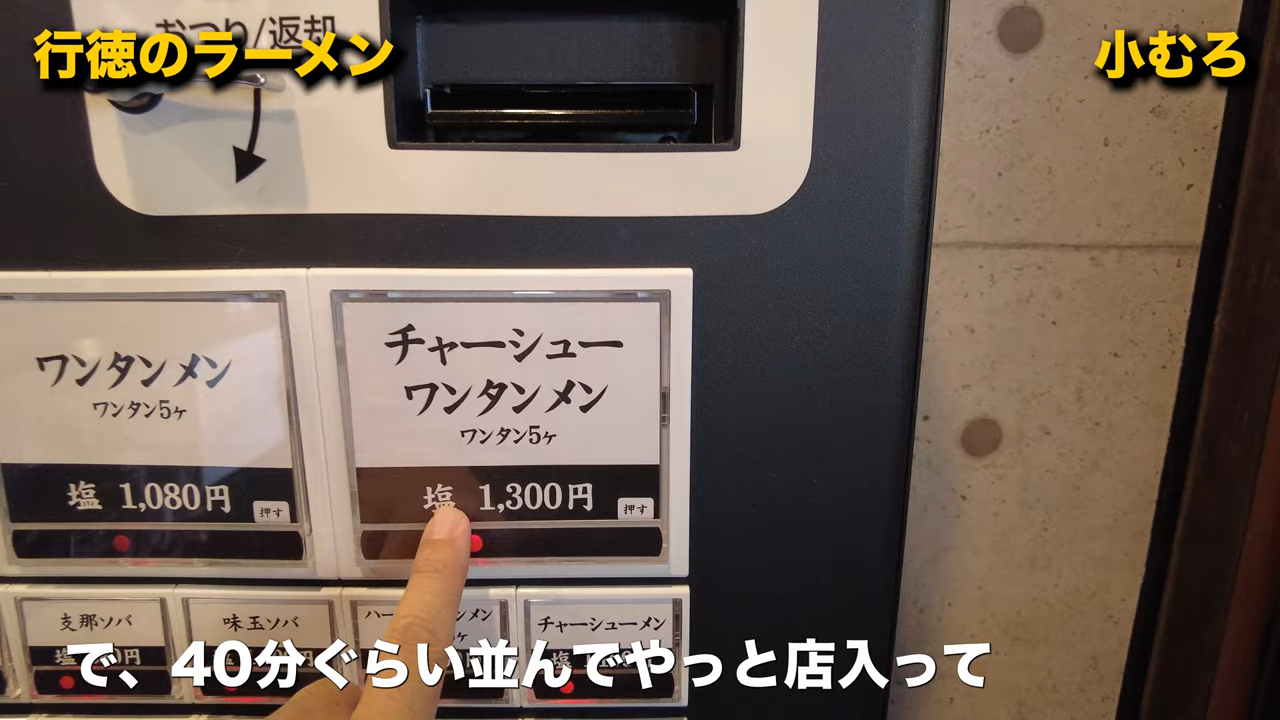 おつり/返却
行徳のラーメン
小むろ
ワンタンメン
ワンタン5ヶ
塩 1,080円
押す
チャーシュー
ワンタンメン
ワンタン5ヶ
塩 1,300円
押す
支那ソバ
味玉ソバ
チャーシューメン
で、40分ぐらい並んでやっと店入って